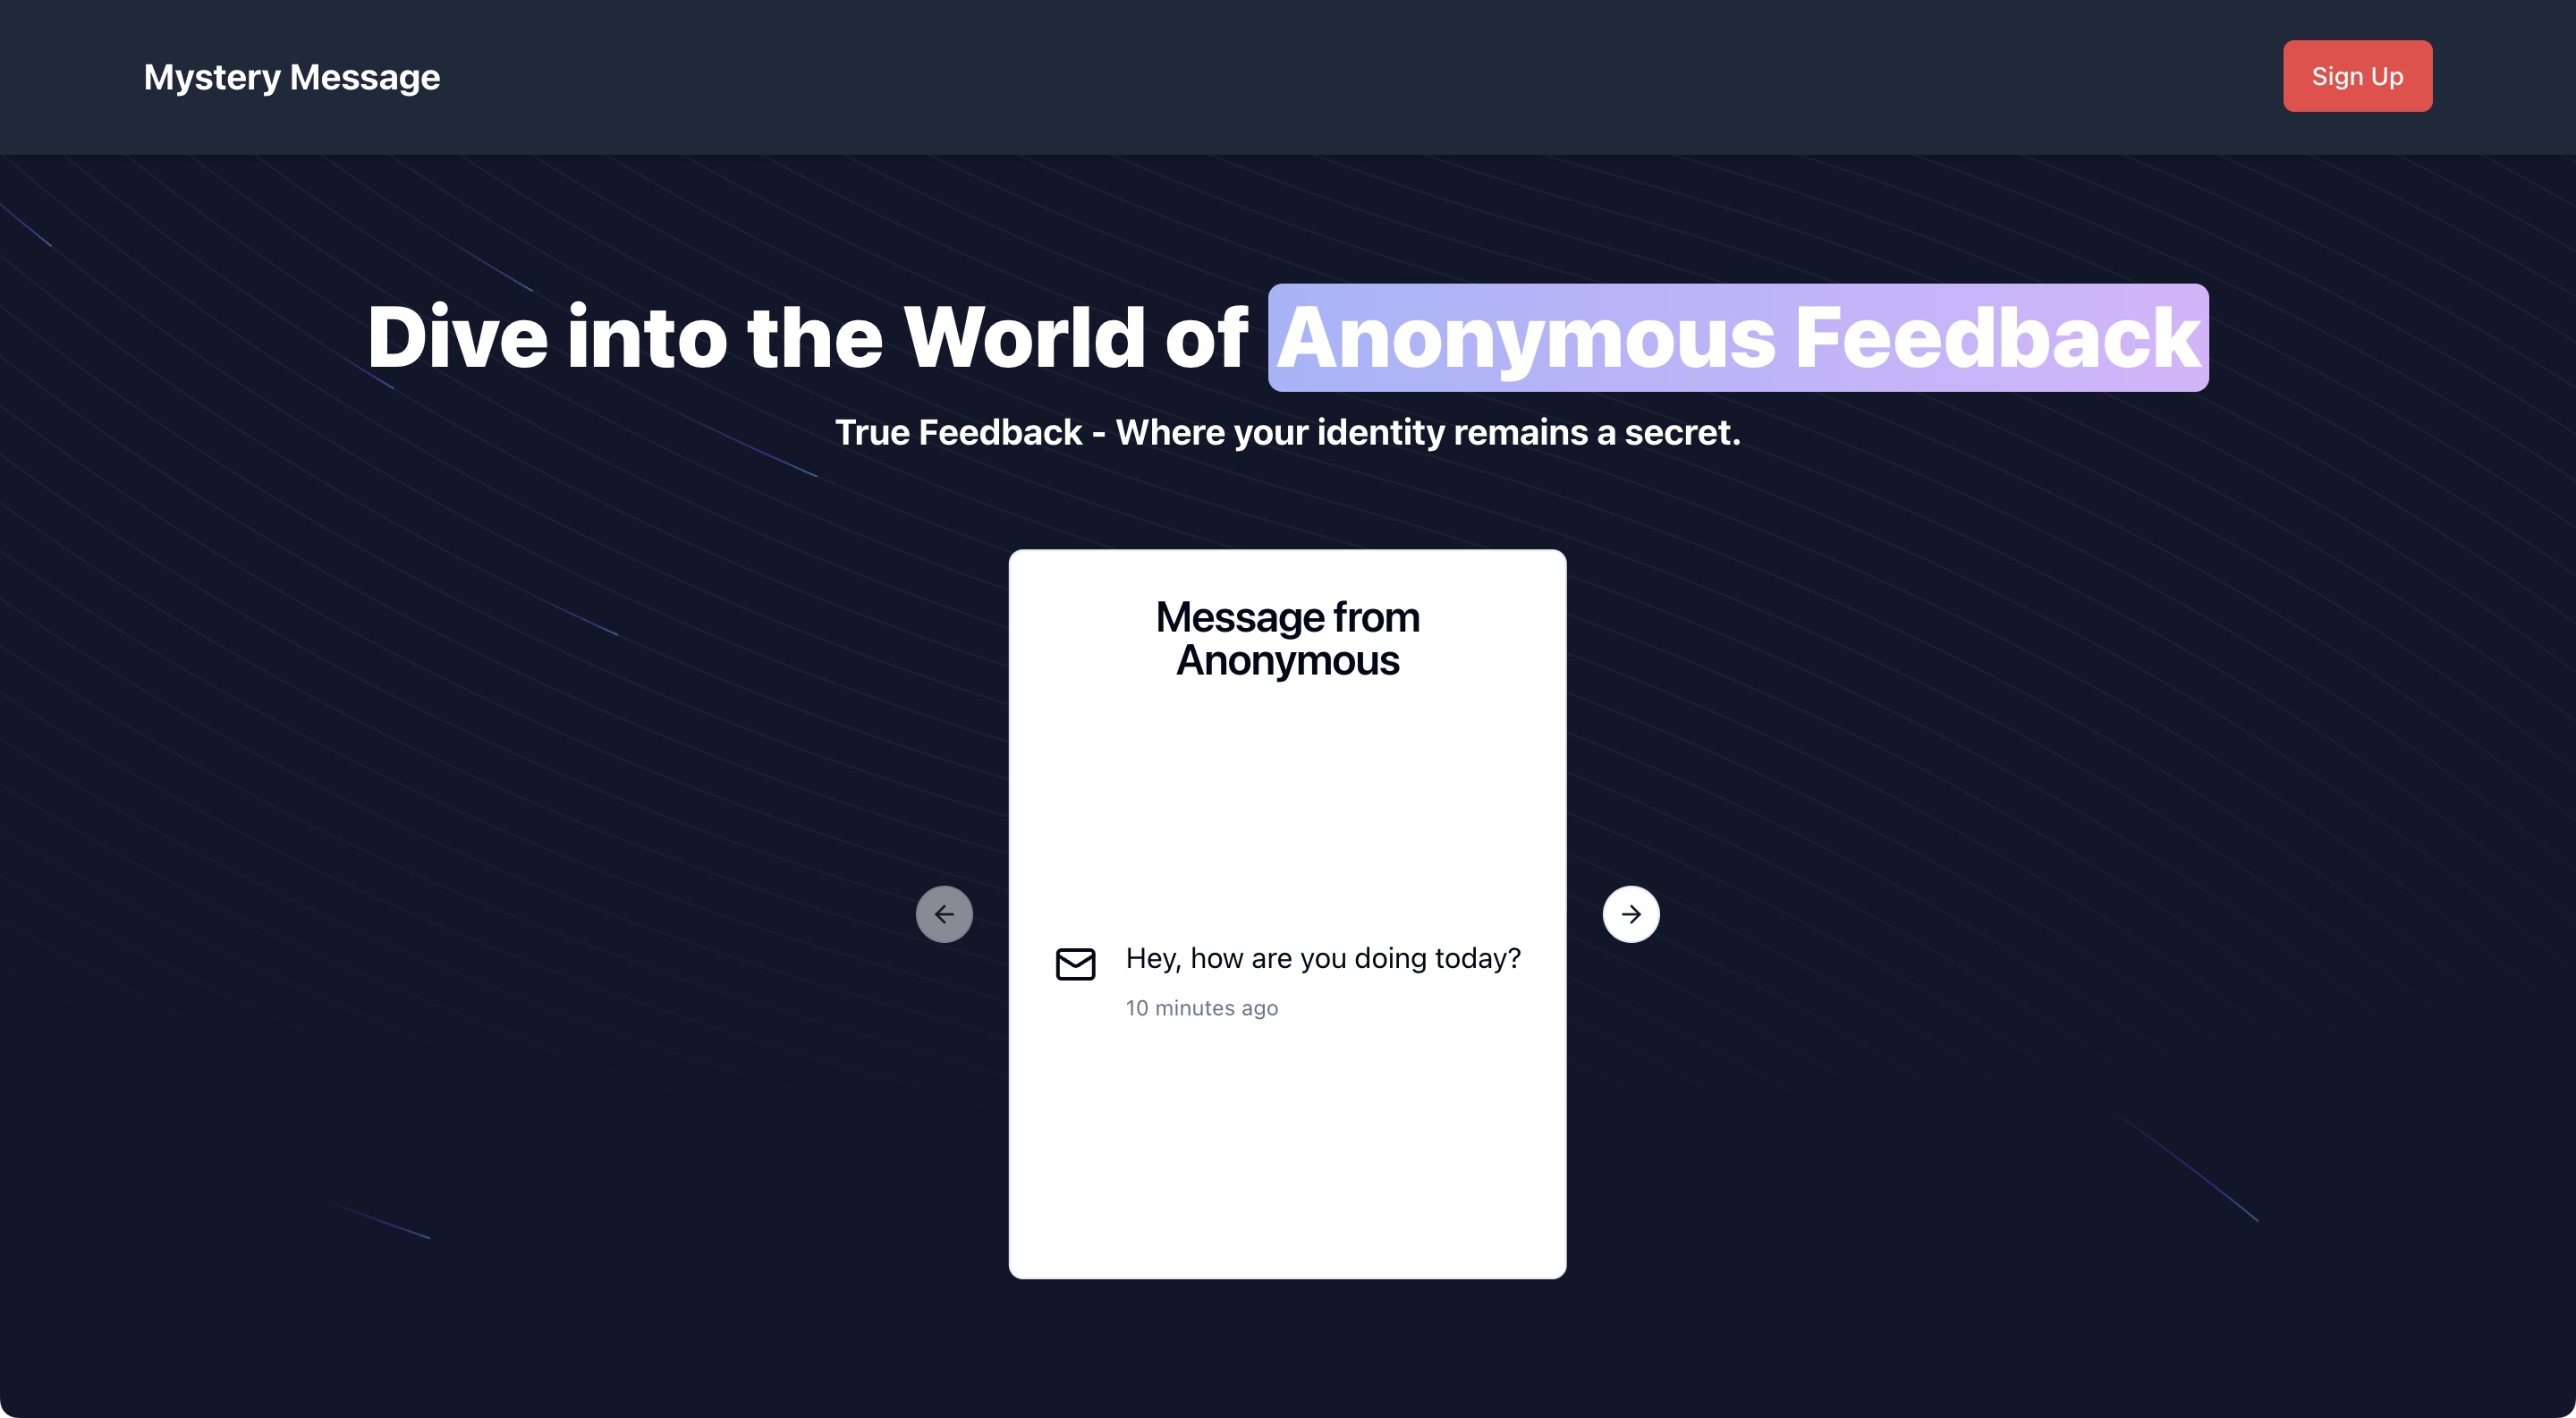 Mystery Message
Sign Up
Dive into the World of Anonymous Feedback
True Feedback - Where your identity remains a secret.
Message from
Anonymous
Hey, how are you doing today?
10 minutes ago